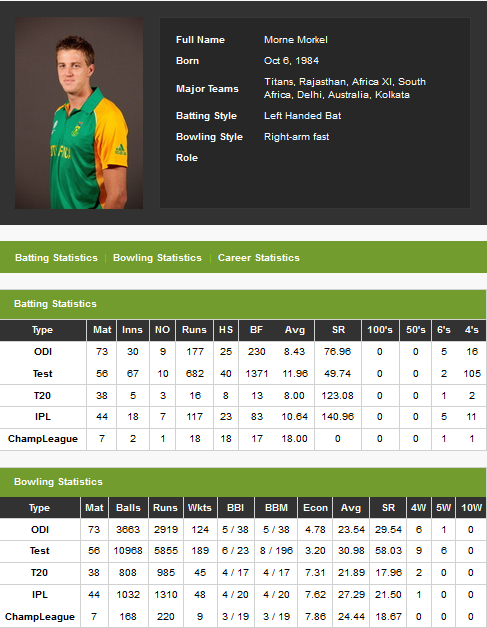 Full Name Morne Morkel
Born Oct 6, 1984
Major Teams Titans, Rajasthan, Africa XI, South
Africa, Delhi, Australia, Kolkata
Batting Style Left Handed Bat
Bowling Style Right-arm fast
Role
Batting Statistics | Bowling Statistics | Career Statistics
Batting Statistics
Type Mat Inns NO Runs HS BF Avg SR 100's 50's 6's 4's
ODI 73 30 9 177 25 230 8.43 76.96 0 0 5 16
Test 56 67 10 682 40 1371 11.96 49.74 0 0 2 105
T20 38 5 3 16 8 13 8.00 123.08 0 0 1 2
IPL 44 18 7 117 23 83 10.64 140.96 0 0 5 11
ChampLeague 7 2 1 18 18 17 18.00 0 0 0 1 1
Bowling Statistics
Type Mat Balls Runs Wkts BBI BBM Econ Avg SR 4W 5W 10W
ODI 73 3663 2919 124 5 / 38 5 / 38 4.78 23.54 29.54 6 1 0
Test 56 10968 5855 189 6 / 23 8 / 196 3.20 30.98 58.03 9 6 0
T20 38 808 985 45 4 / 17 4 / 17 7.31 21.89 17.96 2 0 0
IPL 44 1032 1310 48 4 / 20 4 / 20 7.62 27.29 21.50 1 0 0
ChampLeague 7 168 220 9 3 / 19 3 / 19 7.86 24.44 18.67 0 0 0